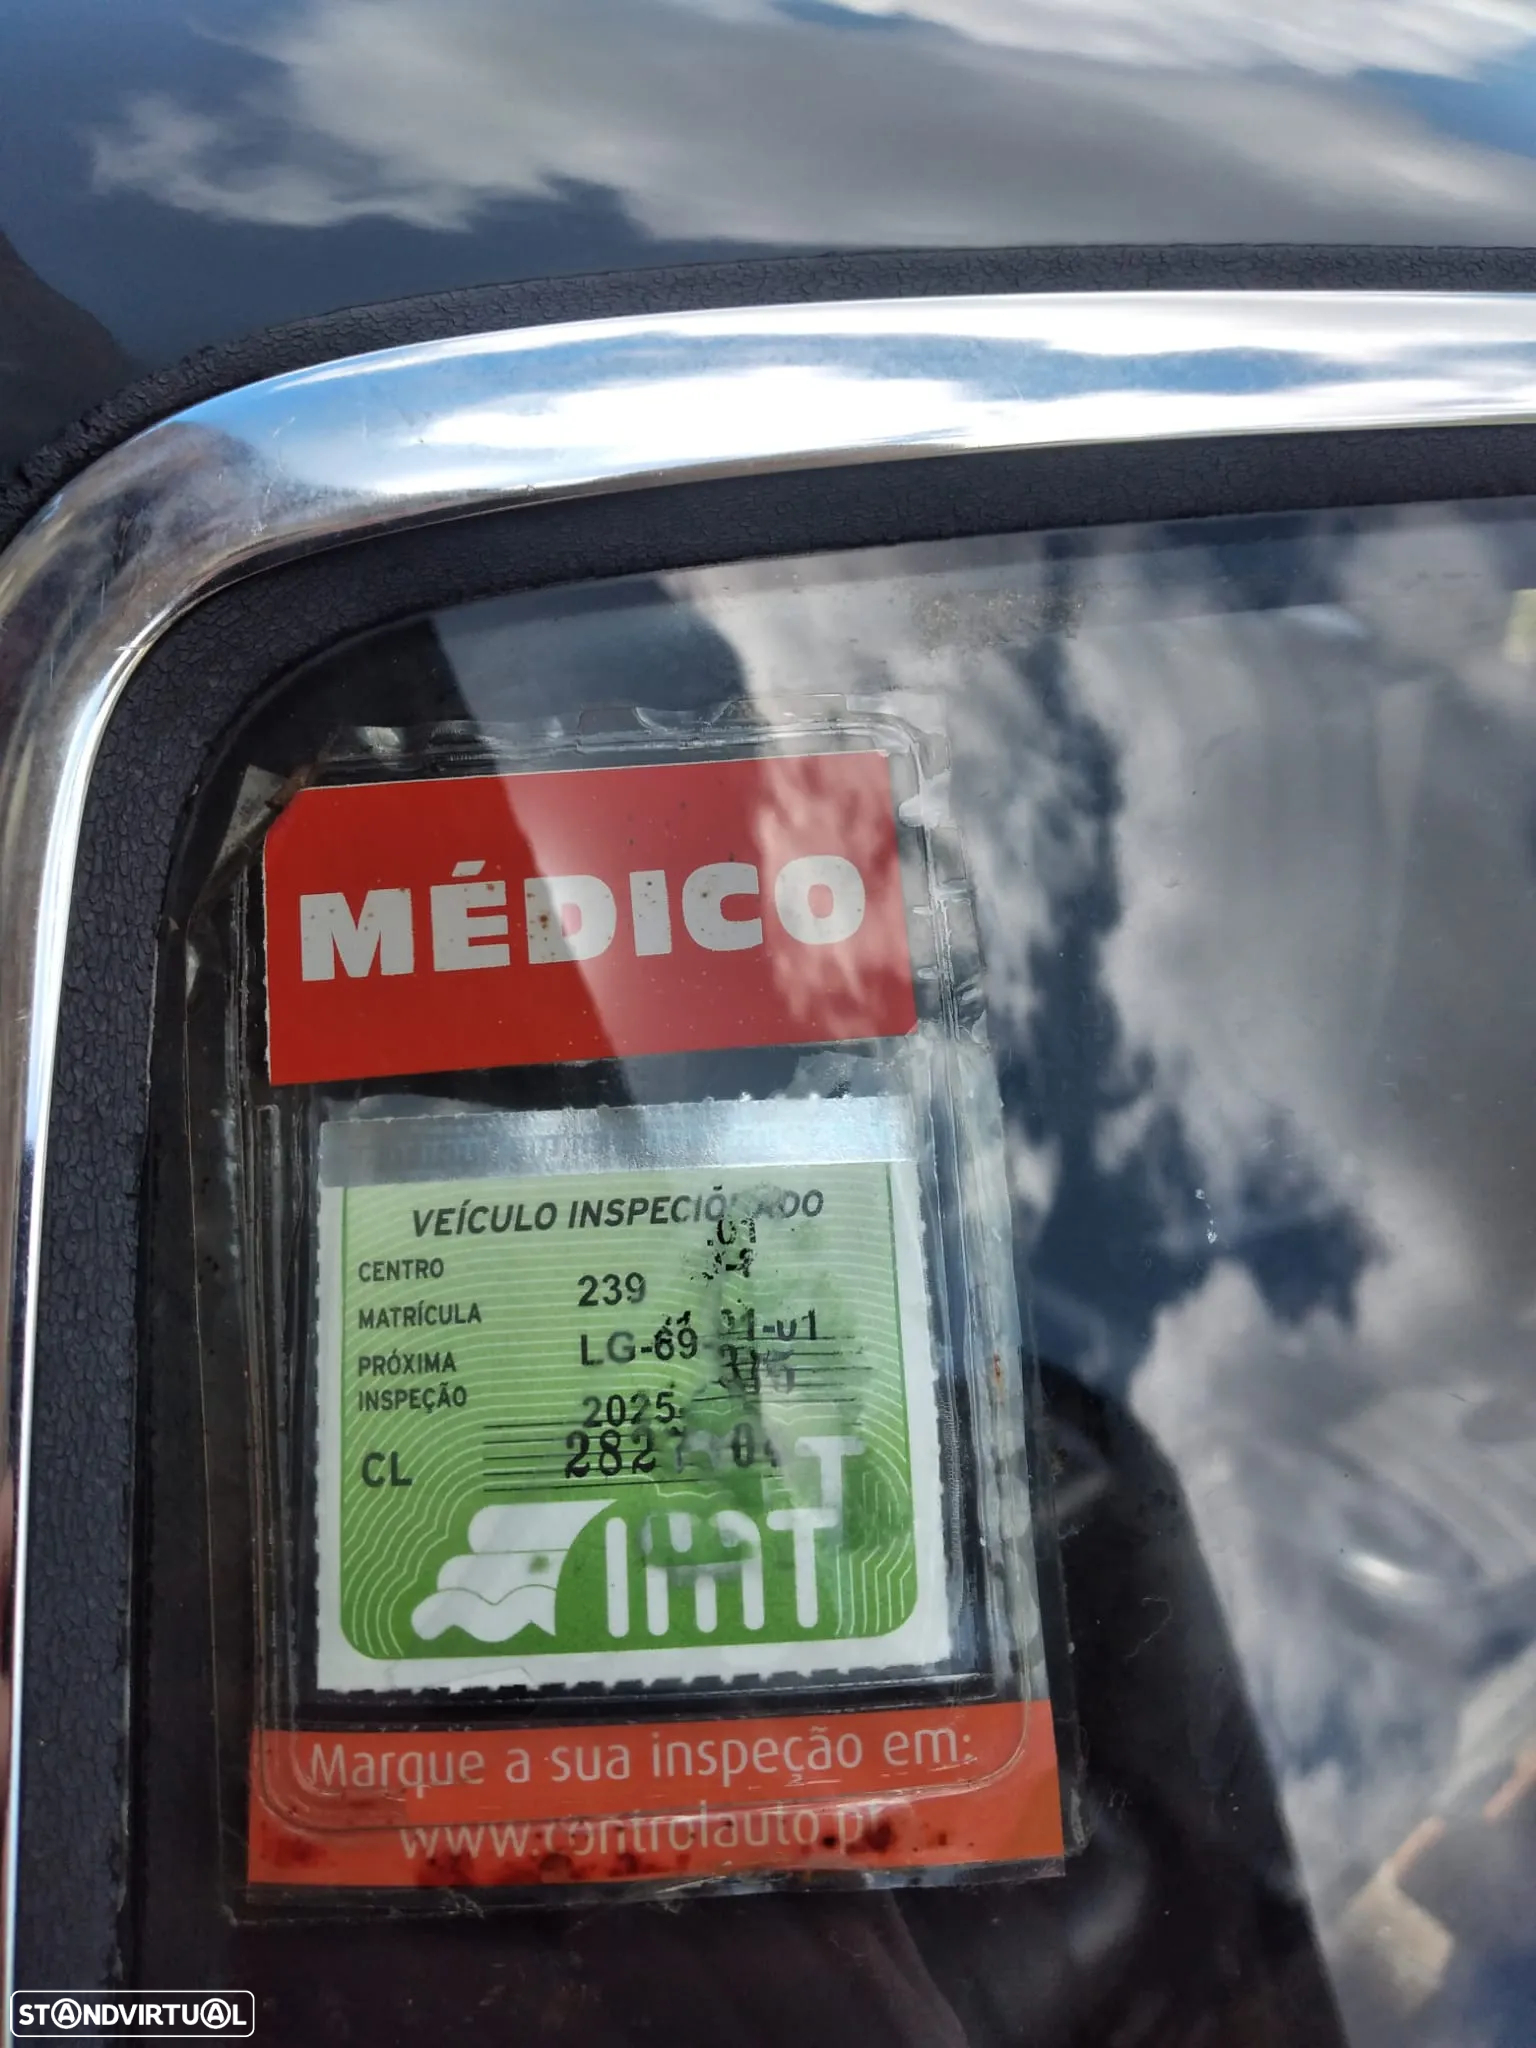 MÉDICO
VEÍCULO INSPECIONADO
CENTRO 239
MATRÍCULA LG-69-
PRÓXIMA
INSPEÇÃO 2025
CL
IMT
Marque a sua inspeção em:
www.controlauto.pt
STANDVIRTUAL